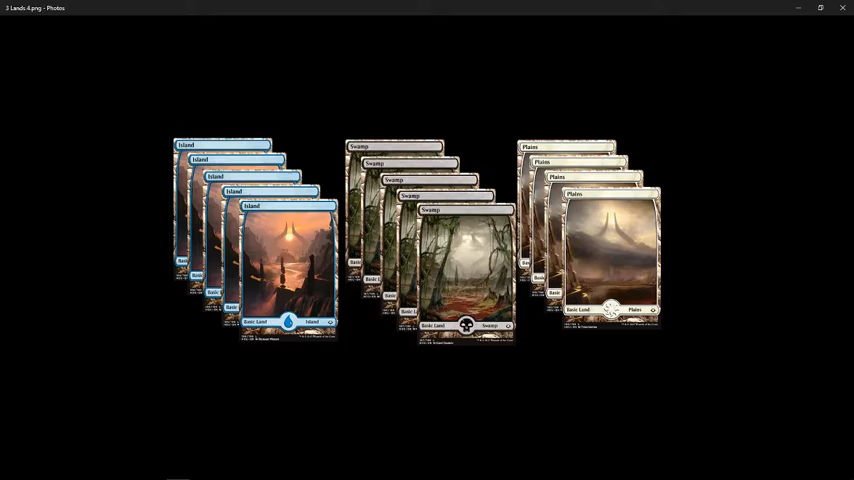 3 Lands 4.png - Photos
Island
Island
Island
Island
Island
Basic Land Island
Swamp
Swamp
Swamp
Swamp
Swamp
Basic Land Swamp
Plains
Plains
Plains
Plains
Basic Land Plains